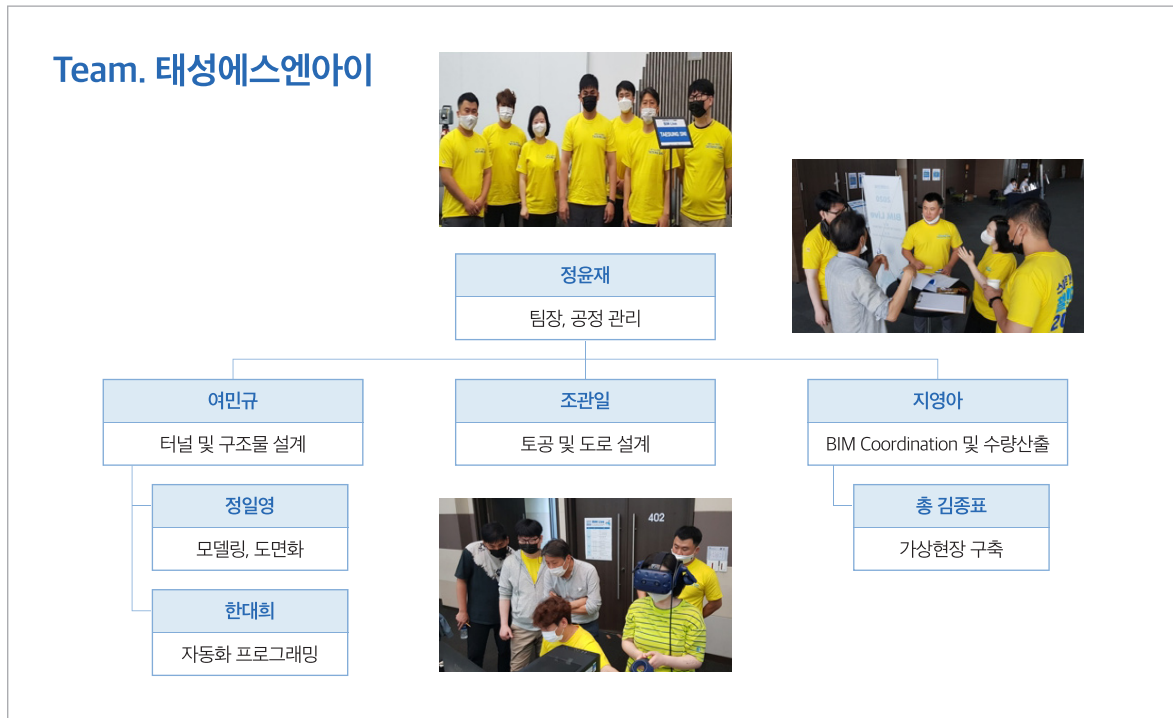 Team. 태성에스엔아이
TAESUNG SNI
BIM Live
정윤재
팀장, 공정 관리
여민규
터널 및 구조물 설계
조관일
토공 및 도로 설계
지영아
BIM Coordination 및 수량산출
정일영
모델링, 도면화
402
총 김종표
가상현장 구축
한대희
자동화 프로그래밍